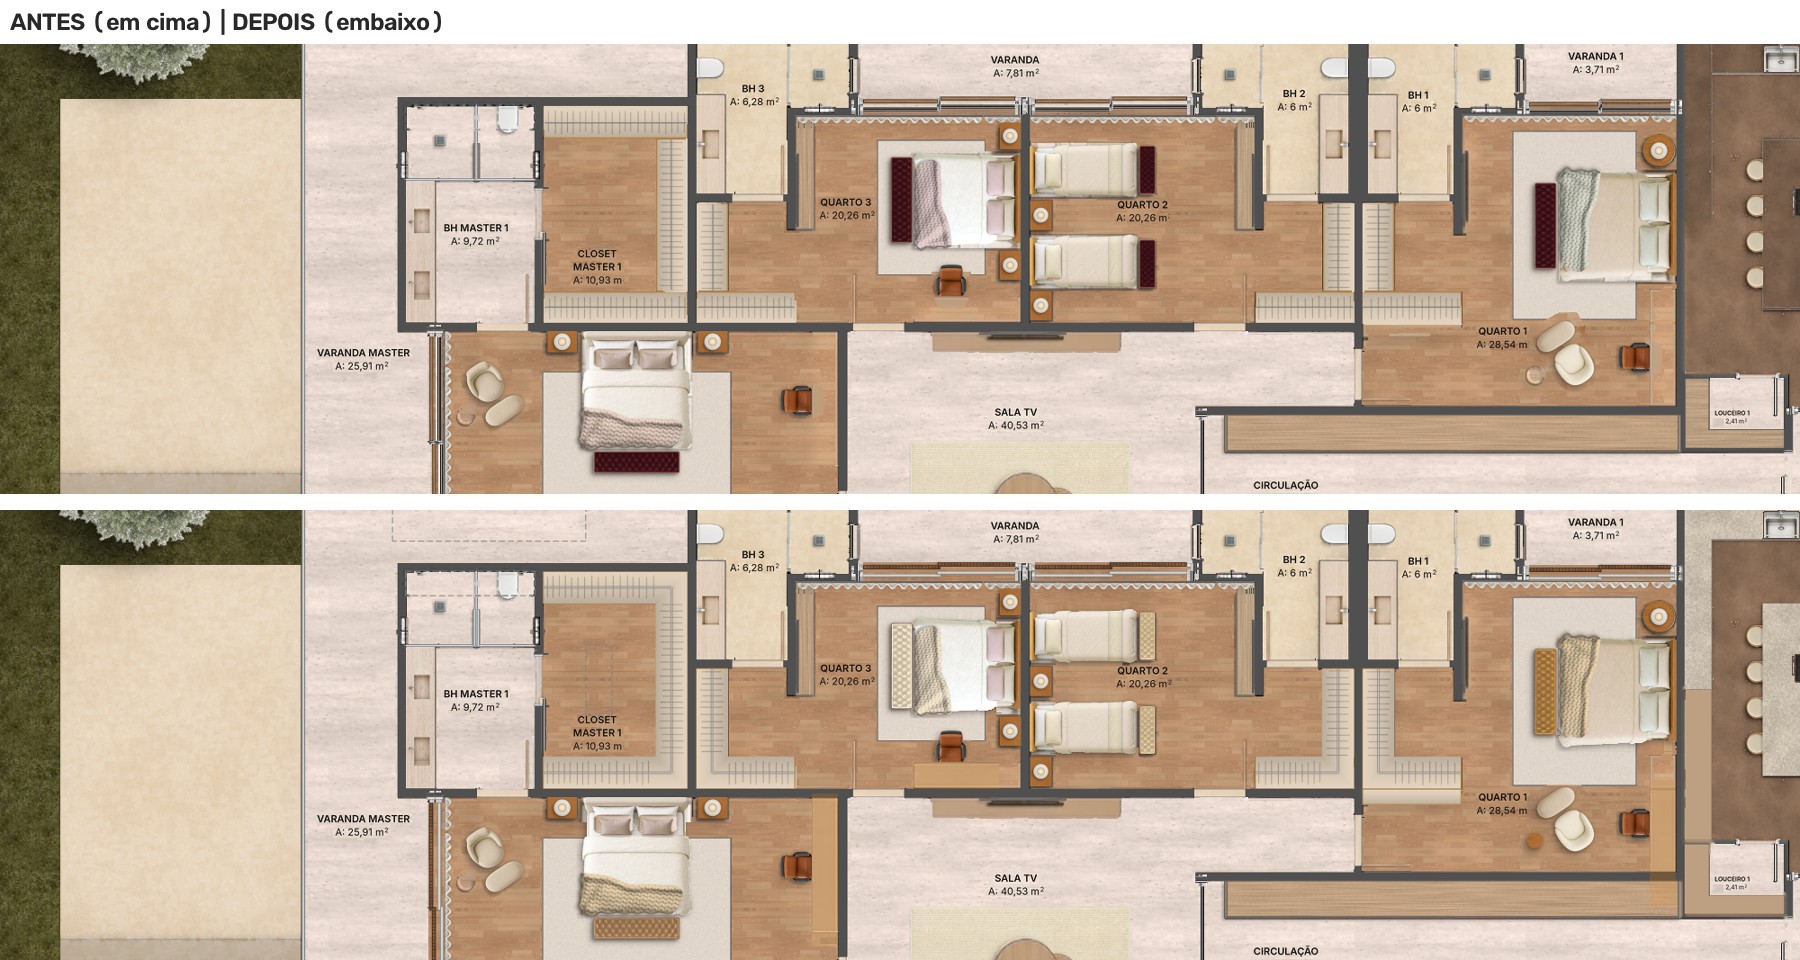 ANTES (em cima) | DEPOIS (embaixo)
VARANDA
A: 7,81 m²
VARANDA 1
A: 3,71 m²
BH 3
A: 6,28 m²
BH 2
A: 6 m²
BH 1
A: 6 m²
QUARTO 3
A: 20,26 m²
QUARTO 2
A: 20,26 m
BH MASTER 1
A: 9,72 m²
CLOSET
MASTER 1
A: 10,93 m
QUARTO 1
A: 28,54 m
VARANDA MASTER
A: 25,91 m²
SALA TV
A: 40,53 m²
LOUCEIRO 1
2,41 m²
CIRCULAÇÃO
VARANDA
A: 7,81 m²
VARANDA 1
A: 3,71 m²
BH 3
A: 6,28 m²
BH 2
A: 6 m²
BH 1
A: 6 m²
QUARTO 3
A: 20,26 m²
QUARTO 2
A: 20,26 m²
BH MASTER 1
A: 9,72 m²
CLOSET
MASTER 1
A: 10,93 m
QUARTO 1
A: 28,54 m
VARANDA MASTER
A: 25,91 m²
SALA TV
A: 40,53 m²
LOUCEIRO 1
2,41 m²
CIRCULAÇÃO